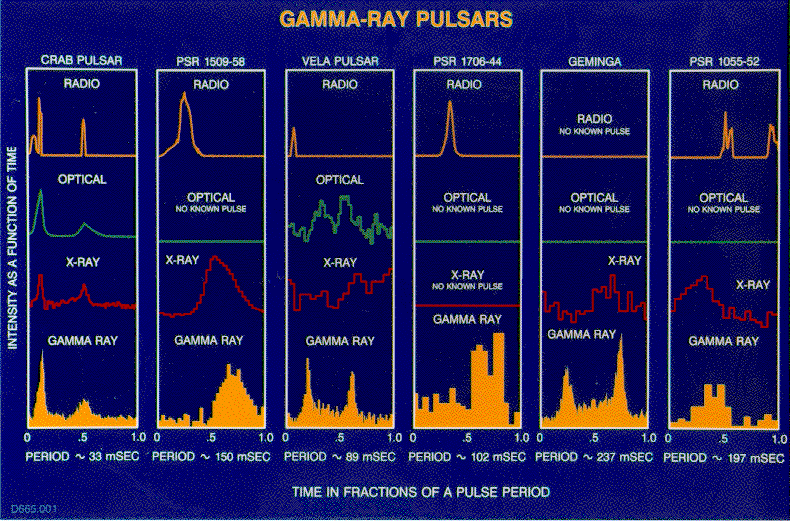 GAMMA-RAY PULSARS
CRAB PULSAR
PSR 1509-58
VELA PULSAR
PSR 1706-44
GEMINGA
PSR 1055-52
INTENSITY AS A FUNCTION OF TIME
RADIO
RADIO
RADIO
RADIO
RADIO
NO KNOWN PULSE
RADIO
OPTICAL
OPTICAL
NO KNOWN PULSE
OPTICAL
OPTICAL
NO KNOWN PULSE
OPTICAL
NO KNOWN PULSE
OPTICAL
NO KNOWN PULSE
X-RAY
X-RAY
X-RAY
X-RAY
NO KNOWN PULSE
X-RAY
X-RAY
GAMMA RAY
GAMMA RAY
GAMMA RAY
GAMMA RAY
GAMMA RAY
GAMMA RAY
0 .5 1.0
0 .5 1.0
0 .5 1.0
0 .5 1.0
0 .5 1.0
0 .5 1.0
PERIOD ~ 33 mSEC
PERIOD ~ 150 mSEC
PERIOD ~ 89 mSEC
PERIOD ~ 102 mSEC
PERIOD ~ 237 mSEC
PERIOD ~ 197 mSEC
TIME IN FRACTIONS OF A PULSE PERIOD
D665.001